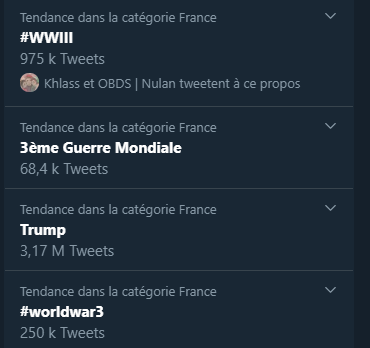 Tendance dans la catégorie France
#WWIII
975 k Tweets
Khlass et OBDS | Nulan tweetent à ce propos
Tendance dans la catégorie France
3ème Guerre Mondiale
68,4 k Tweets
Tendance dans la catégorie France
Trump
3,17 M Tweets
Tendance dans la catégorie France
#worldwar3
250 k Tweets